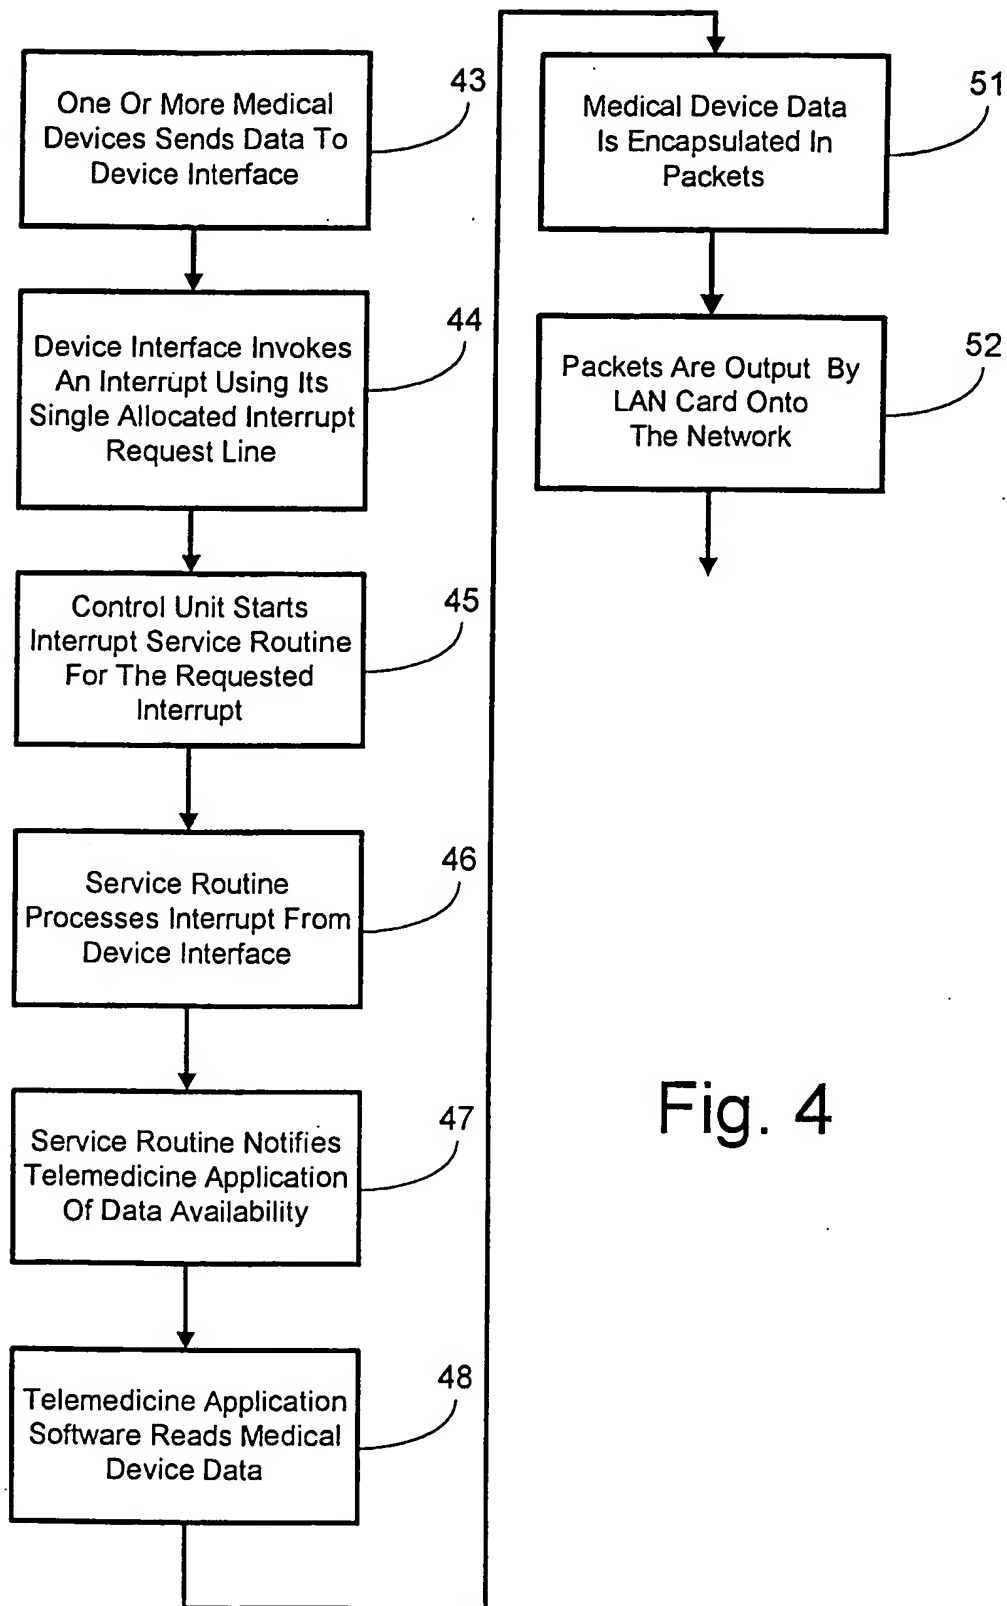 One Or More Medical
Devices Sends Data To
Device Interface
43
Device Interface Invokes
An Interrupt Using Its
Single Allocated Interrupt
Request Line
44
Control Unit Starts
Interrupt Service Routine
For The Requested
Interrupt
45
Service Routine
Processes Interrupt From
Device Interface
46
Service Routine Notifies
Telemedicine Application
Of Data Availability
47
Telemedicine Application
Software Reads Medical
Device Data
48
Medical Device Data
Is Encapsulated In
Packets
51
Packets Are Output By
LAN Card Onto
The Network
52
Fig. 4